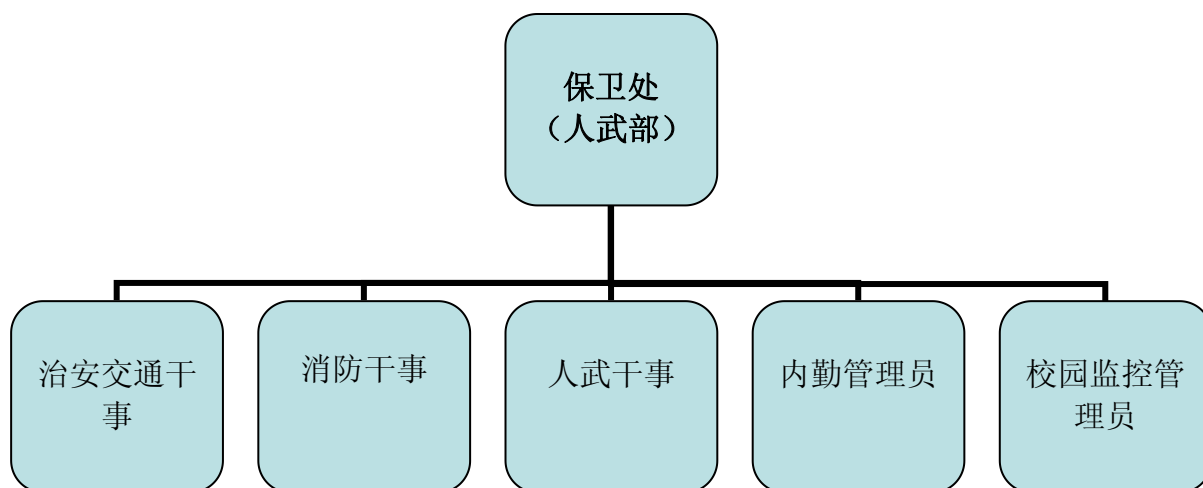 保卫处
（人武部）
治安交通干
事
消防干事
人武干事
内勤管理员
校园监控管
理员